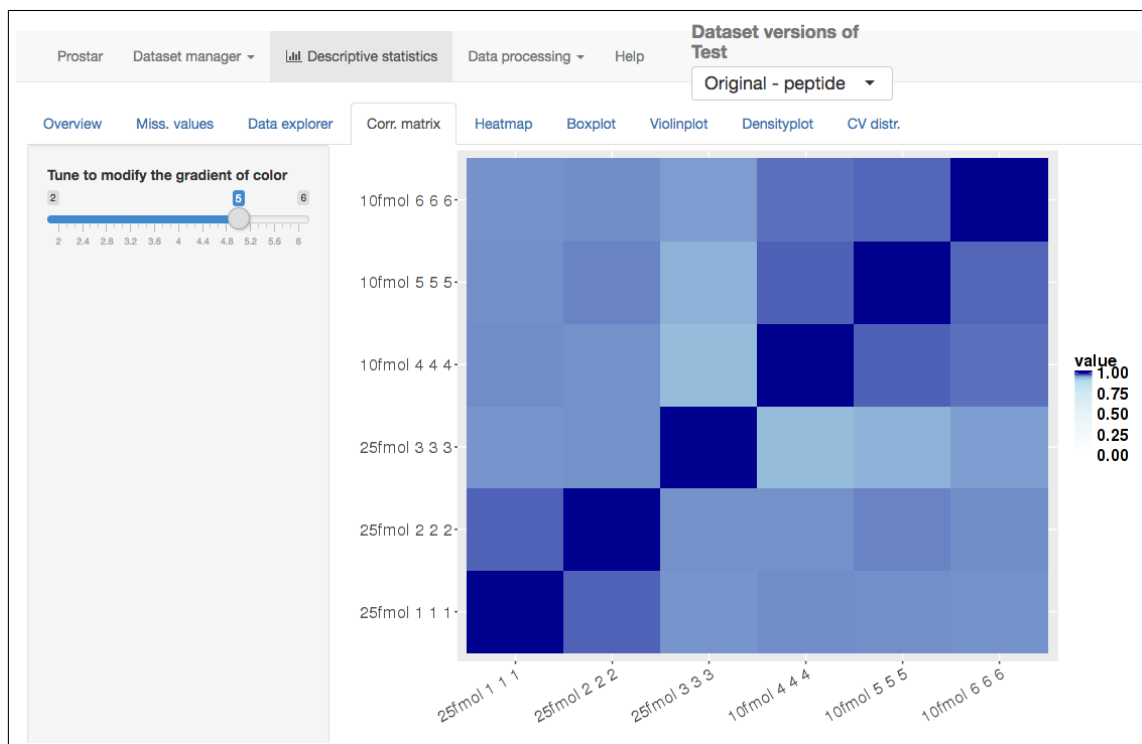 Dataset versions of
Test
Prostar Dataset manager Descriptive statistics Data processing Help
Original - peptide
Overview Miss. values Data explorer Corr. matrix Heatmap Boxplot Violinplot Densityplot CV distr.
Tune to modify the gradient of color
2 5 6
2 2.4 2.8 3.2 3.6 4 4.4 4.8 5.2 5.6 6
10fmol 6 6 6
10fmol 5 5 5
10fmol 4 4 4
25fmol 3 3 3
25fmol 2 2 2
25fmol 1 1 1
value
1.00
0.75
0.50
0.25
0.00
25fmol 1 1 1
25fmol 2 2 2
25fmol 3 3 3
10fmol 4 4 4
10fmol 5 5 5
10fmol 6 6 6